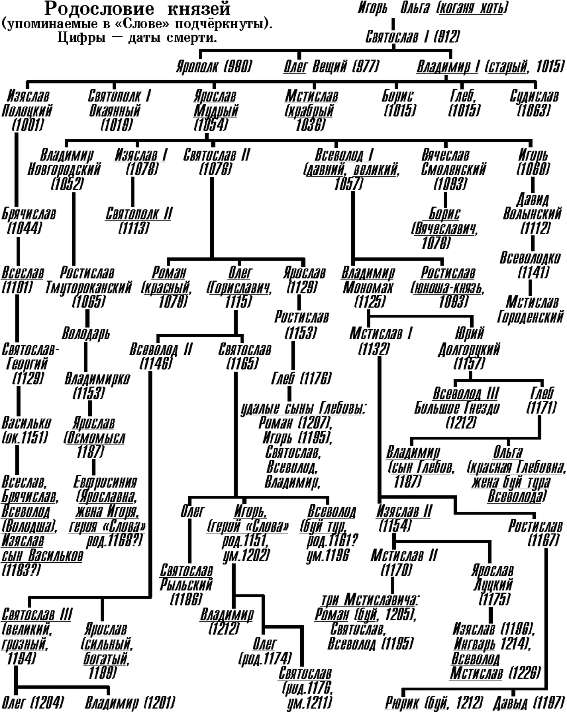 Родословие князей
(упоминаемые в «Слове» подчёркнуты).
Цифры — даты смерти.
Игорь Ольга (коганя хоть)
Святослав I (912)
Ярополк (980) Олег Вещий (977) Владимир I (старый, 1015)
Изяслав Полоцкий (1001)
Святополк I Окаянный (1019)
Ярослав Мудрый (1054)
Мстислав (храбрый 1036)
Борис (1015)
Глеб, (1015)
Судислав (1063)
Владимир Новгородский (1052)
Изяслав I (1078)
Святослав II (1076)
Всеволод I (давний, великий, 1057)
Вячеслав Смоленский (1093)
Игорь (1060)
Брячислав (1044)
Святополк II (1113)
Борис (Вячеславич, 1078)
Давид Волынский (1112)
Всеслав (1101)
Ростислав Тмутороканский (1065)
Роман (красный, 1079)
Олег (Гориславич, 1115)
Ярослав (1129)
Владимир Мономах (1125)
Ростислав (юноша-князь, 1093)
Всеволодко (1141)
Мстислав Городенский
Святослав-Георгий (1129)
Володарь
Всеволод II (1146)
Святослав (1165)
Ростислав (1153)
Мстислав I (1132)
Юрий Долгорукий (1157)
Владимирко (1153)
Глеб (1176)
Всеволод III Большое Гнездо (1212)
Глеб (1171)
Василько (ок.1151)
Ярослав (Осмомысл 1187)
удалые сыны Глебовы:
Роман (1207),
Игорь (1195),
Святослав,
Всеволод,
Владимир,
Владимир (сын Глебов, 1187)
Ольга (красная Глебовна, жена буй тура Всеволода)
Всеслав,
Брячислав,
Всеволод
(Вологша),
Изяслав
сын Васильков
(1183?)
Евфросиния
(Ярославна,
жена Игоря,
героя «Слова»
род.1168?)
Олег
Игорь,
(герой «Слова»
род.1151,
ум.1202)
Всеволод
(буй тур,
род.1161?
ум.1196
Изяслав II (1154)
Ростислав (1167)
Святослав Рыльский (1186)
Мстислав II (1170)
Ярослав Луцкий (1175)
Святослав III
(великий,
грозный,
1194)
Ярослав
(сильный,
богатый,
1199)
Владимир (1212)
три Мстиславича:
Роман (буй, 1205),
Святослав,
Всеволод (1195)
Изяслав (1196),
Ингварь 1214),
Всеволод
Мстислав (1226)
Олег (род.1174)
Святослав (род.1176, ум.1211)
Олег (1204) Владимир (1201)
Рюрик (буй, 1212) Давыд (1197)